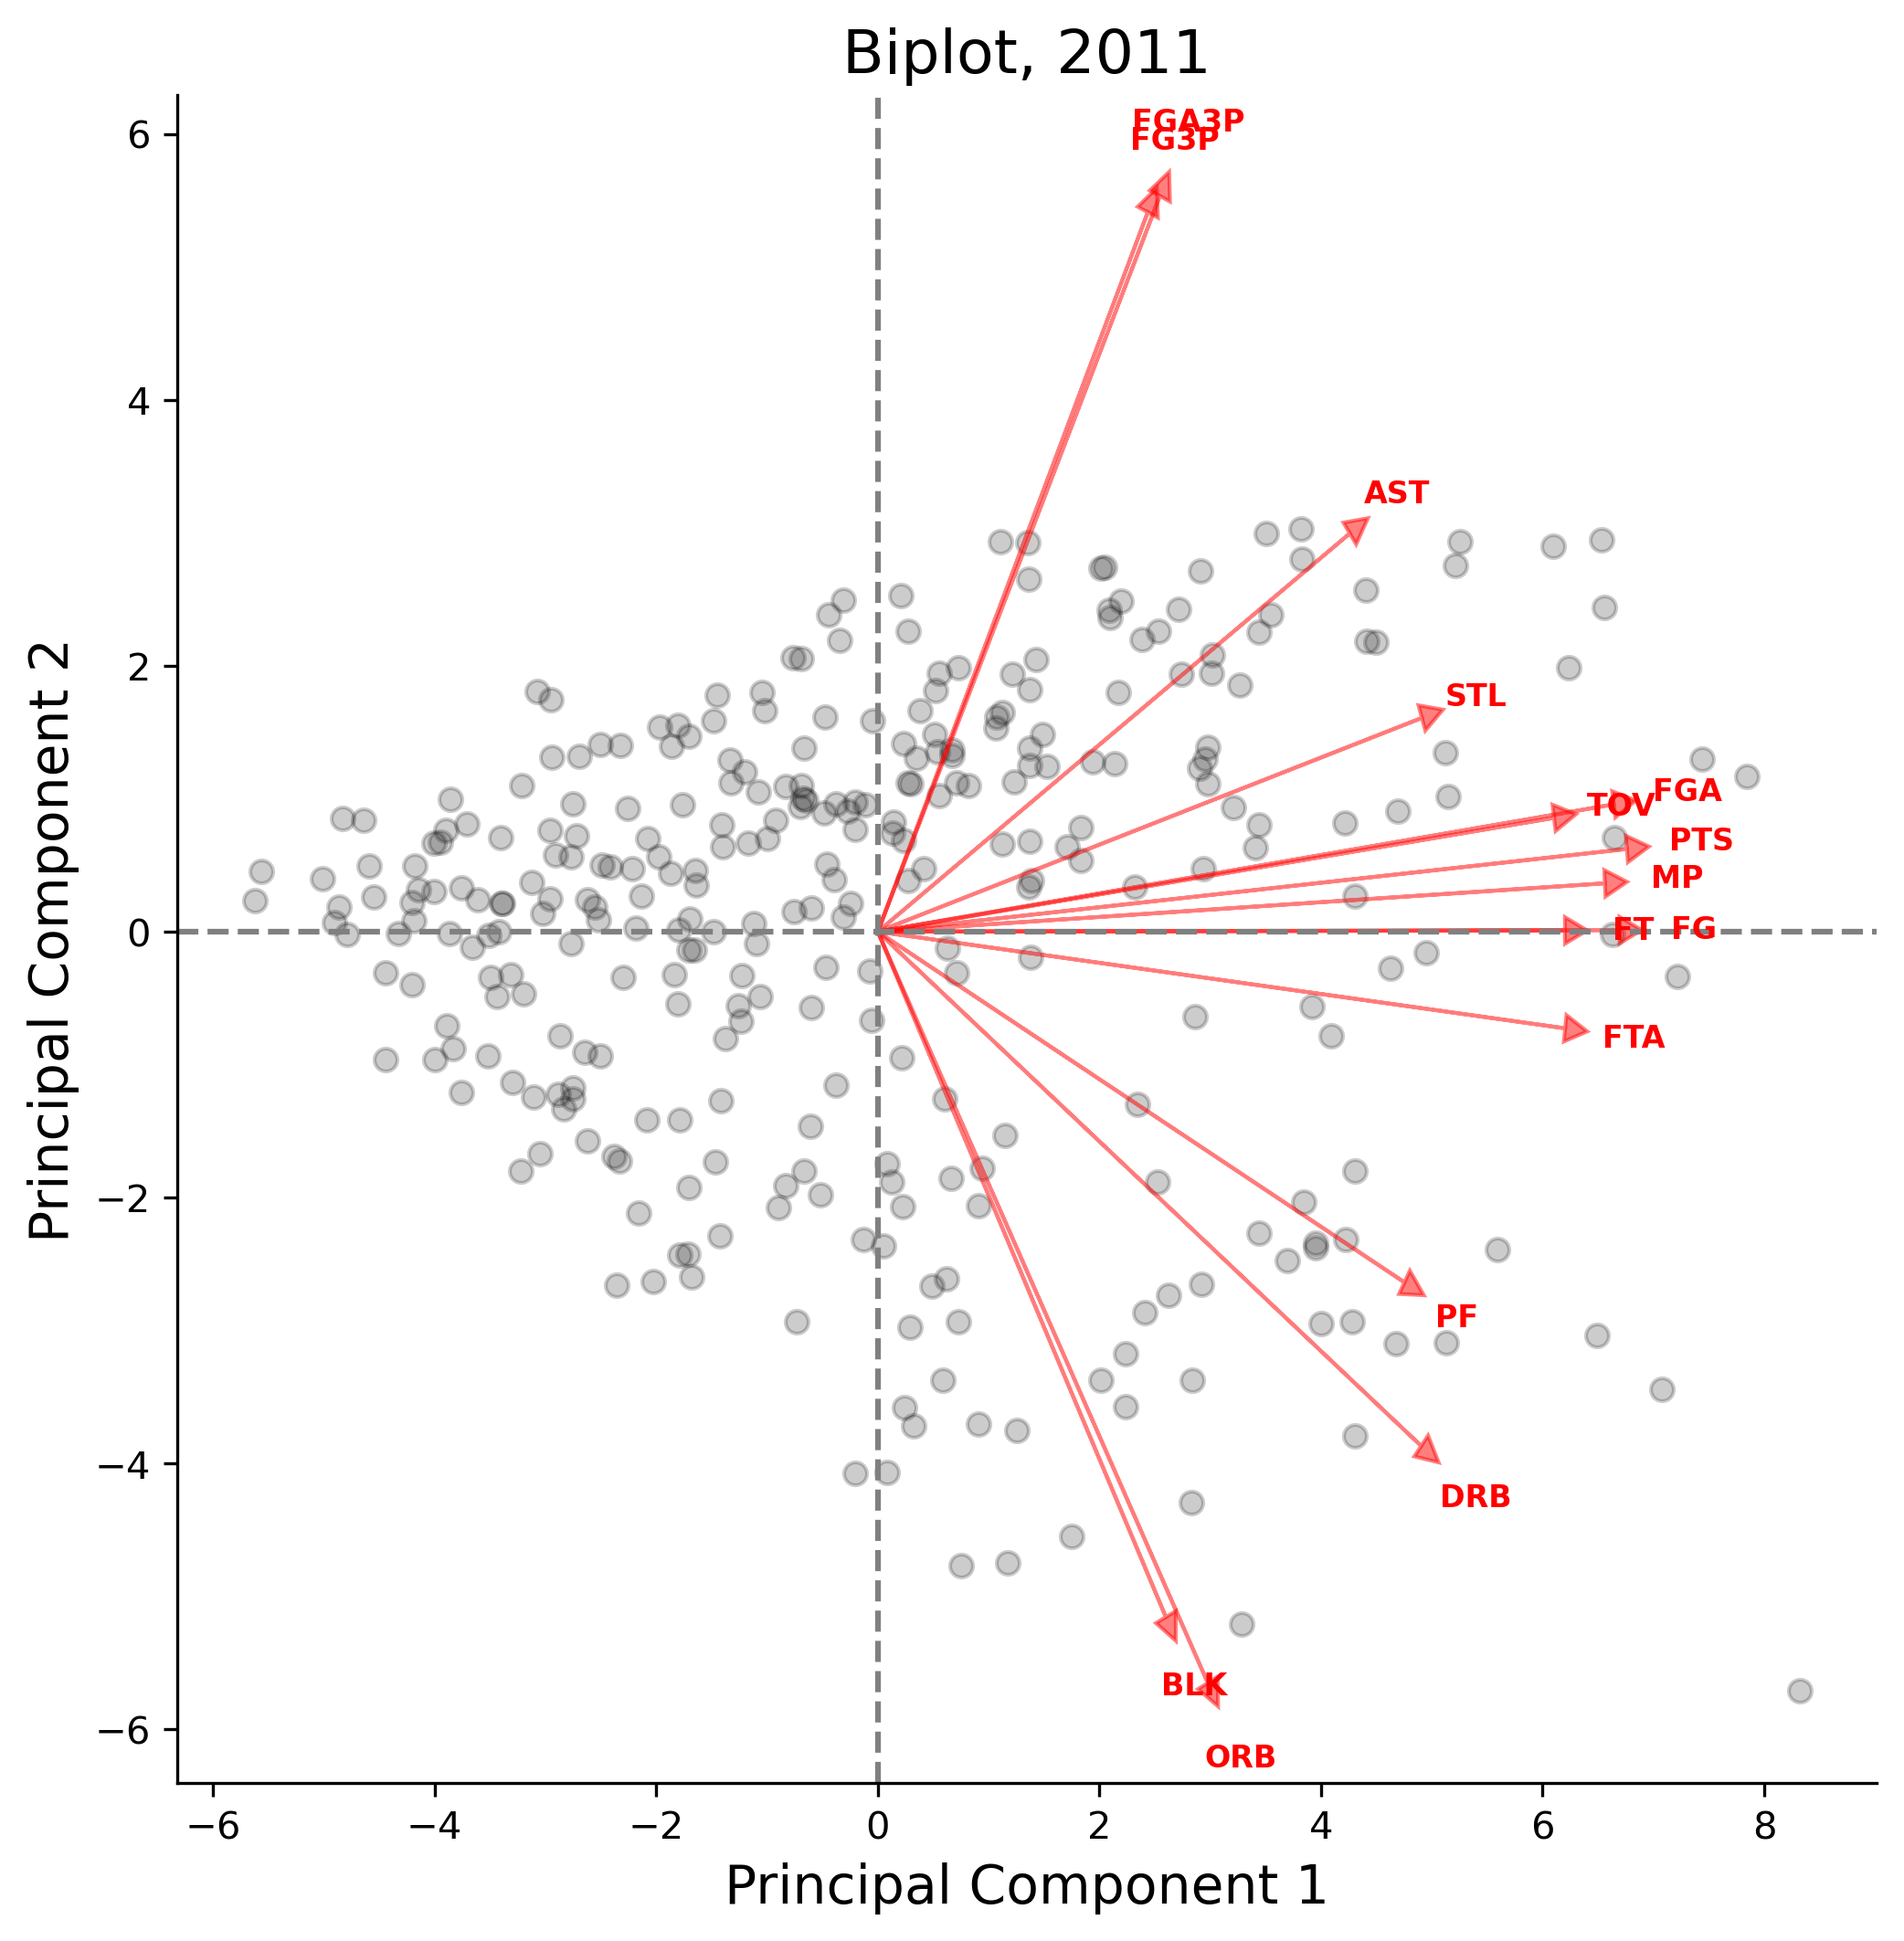 Biplot, 2011
FGA3P
FG3P
AST
STL
FGA
TOV
PTS
MP
FT
FG
FTA
PF
DRB
BLK
ORB
6
4
2
0
−2
−4
−6
Principal Component 2
−6 −4 −2 0 2 4 6 8
Principal Component 1